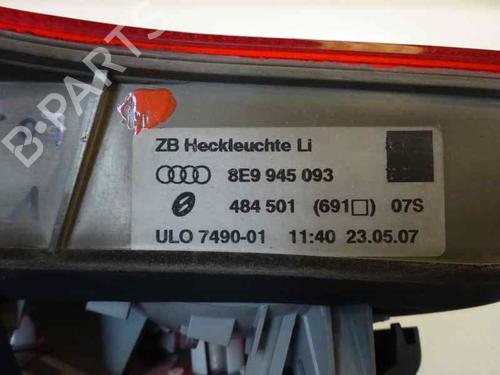 B-PARTS
ZB Heckleuchte Li
8E9 945 093
484 501 (691□) 07S
ULO 7490-01 11:40 23.05.07